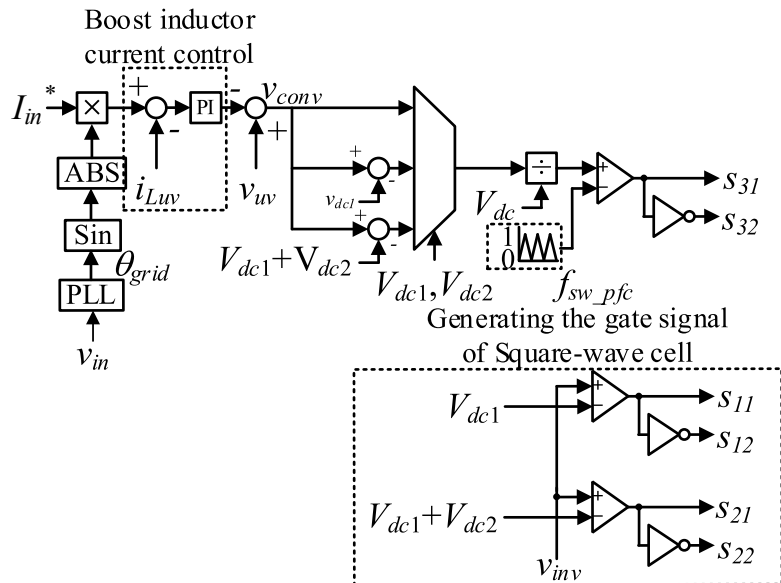 Boost inductor
current control
I_in*
×
+
-
PI
-
v_conv
+
ABS
i_Luv
v_uv
+
v_dc1
-
+
-
÷
+
-
s_31
s_32
V_dc
Sin
V_dc1+V_dc2
1
0
θ_grid
V_dc1, V_dc2
f_sw_pfc
PLL
v_in
Generating the gate signal
of Square-wave cell
V_dc1
+
-
s_11
s_12
V_dc1+V_dc2
+
-
s_21
s_22
v_inv